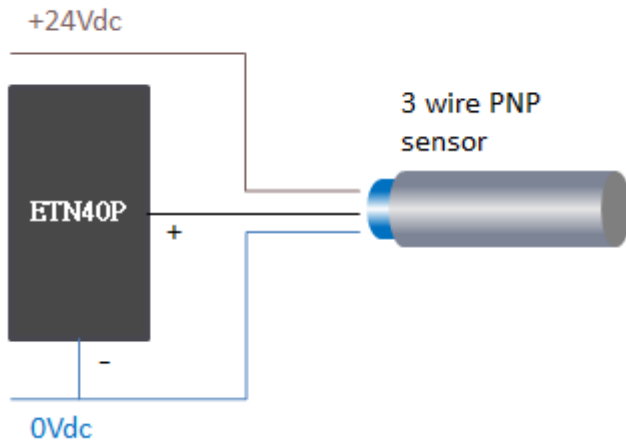 +24Vdc
3 wire PNP
sensor
ETN40P
+
-
0Vdc